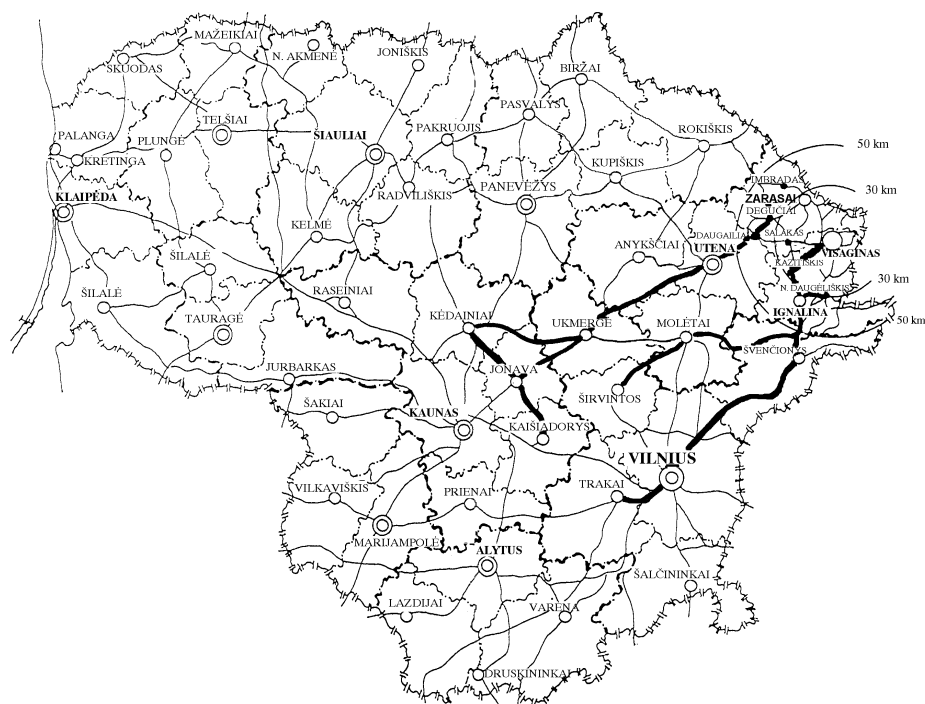 MAŽEIKIAI
N. AKMENĖ
JONIŠKIS
SKUODAS
BIRŽAI
PASVALYS
TELŠIAI
ŠIAULIAI
PAKRUOJIS
ROKIŠKIS
PALANGA
PLUNGĖ
KRETINGA
50 km
KUPIŠKIS
IMBRADAS
30 km
KLAIPĖDA
RADVILIŠKIS
PANEVĖŽYS
ZARASAI
DEGUČIAI
KELMĖ
DAUGAILIAI
SALAKAS
ANYKŠČIAI
UTENA
VISAGINAS
ŠILALĖ
KAZITIŠKIS
30 km
ŠILALĖ
RASEINIAI
N. DAUGĖLIŠKIS
IGNALINA
TAURAGĖ
KĖDAINIAI
UKMERGĖ
MOLĖTAI
50 km
ŠVENČIONYS
JURBARKAS
JONAVA
ŠAKIAI
ŠIRVINTOS
KAUNAS
KAIŠIADORYS
VILNIUS
VILKAVIŠKIS
PRIENAI
TRAKAI
MARIJAMPOLĖ
ALYTUS
ŠALČININKAI
LAZDIJAI
VARĖNA
DRUSKININKAI